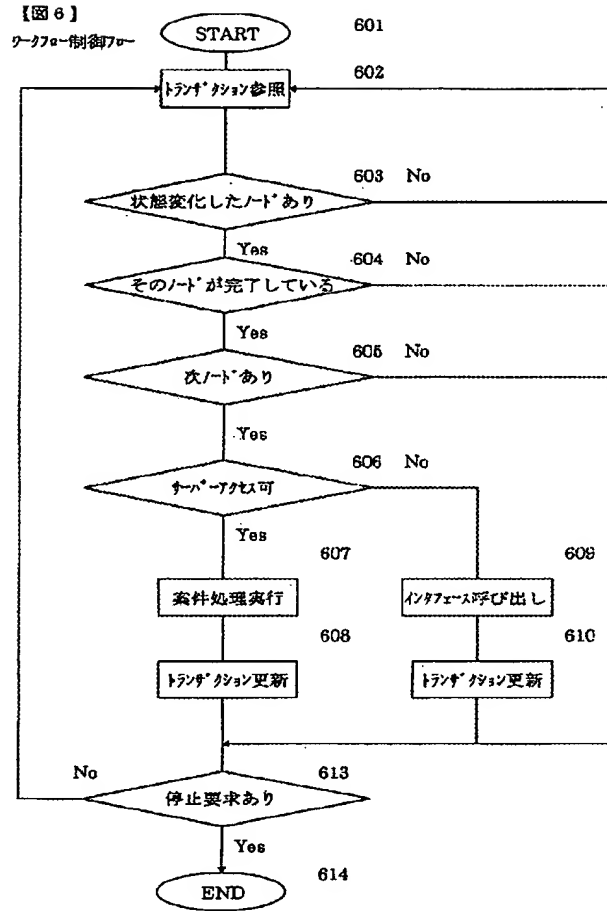 【図6】
ワークフロー制御フロー
START
601
602
トランザクション参照
603 No
状態変化したノードあり
Yes
604 No
そのノードが完了している
Yes
605 No
次ノードあり
Yes
606 No
サーバーアクセス可
Yes
607
609
案件処理実行
インタフェース呼び出し
608
610
トランザクション更新
トランザクション更新
No
613
停止要求あり
Yes
614
END